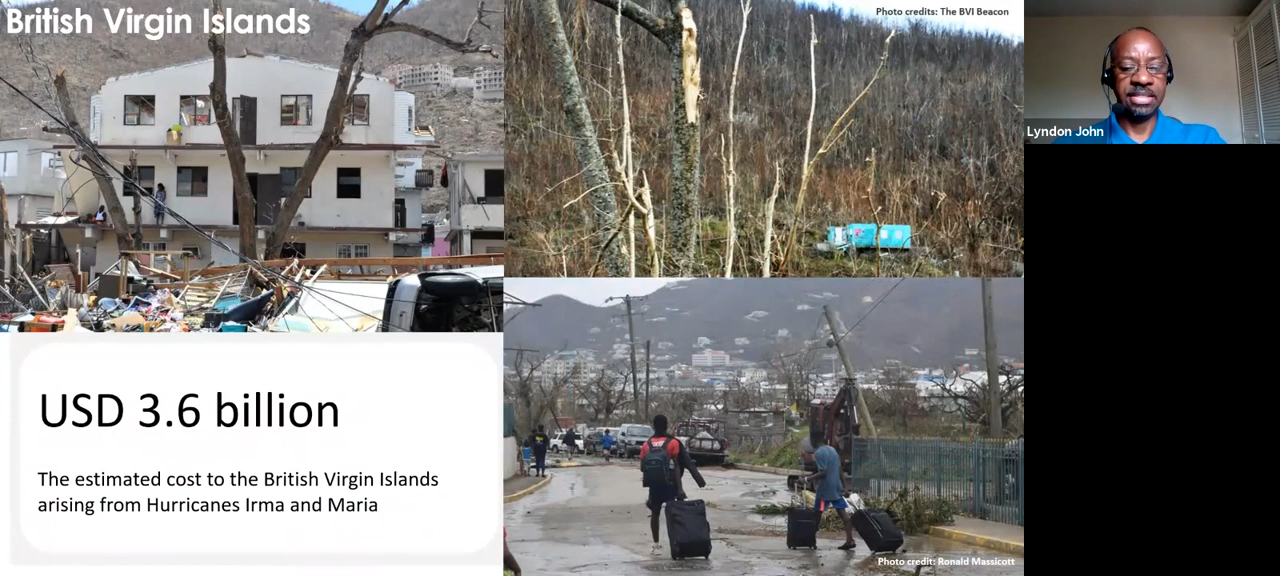 British Virgin Islands
Photo credits: The BVI Beacon
Lyndon John
USD 3.6 billion
The estimated cost to the British Virgin Islands
arising from Hurricanes Irma and Maria
Photo credit: Ronald Massicott